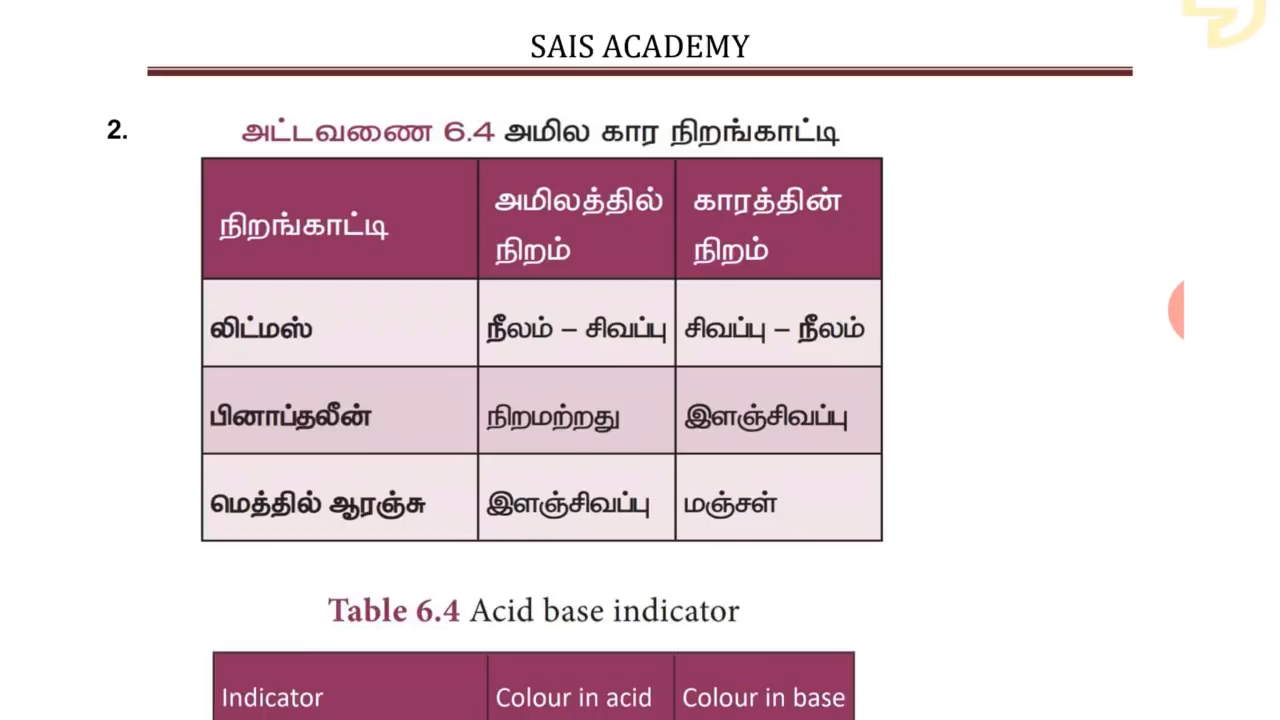 SAIS ACADEMY
2.
அட்டவணை 6.4 அமில கார நிறங்காட்டி
நிறங்காட்டி
அமிலத்தில் நிறம்
காரத்தின் நிறம்
லிட்மஸ்
நீலம் – சிவப்பு
சிவப்பு – நீலம்
பினாப்தலீன்
நிறமற்றது
இளஞ்சிவப்பு
மெத்தில் ஆரஞ்சு
இளஞ்சிவப்பு
மஞ்சள்
Table 6.4 Acid base indicator
Indicator
Colour in acid
Colour in base